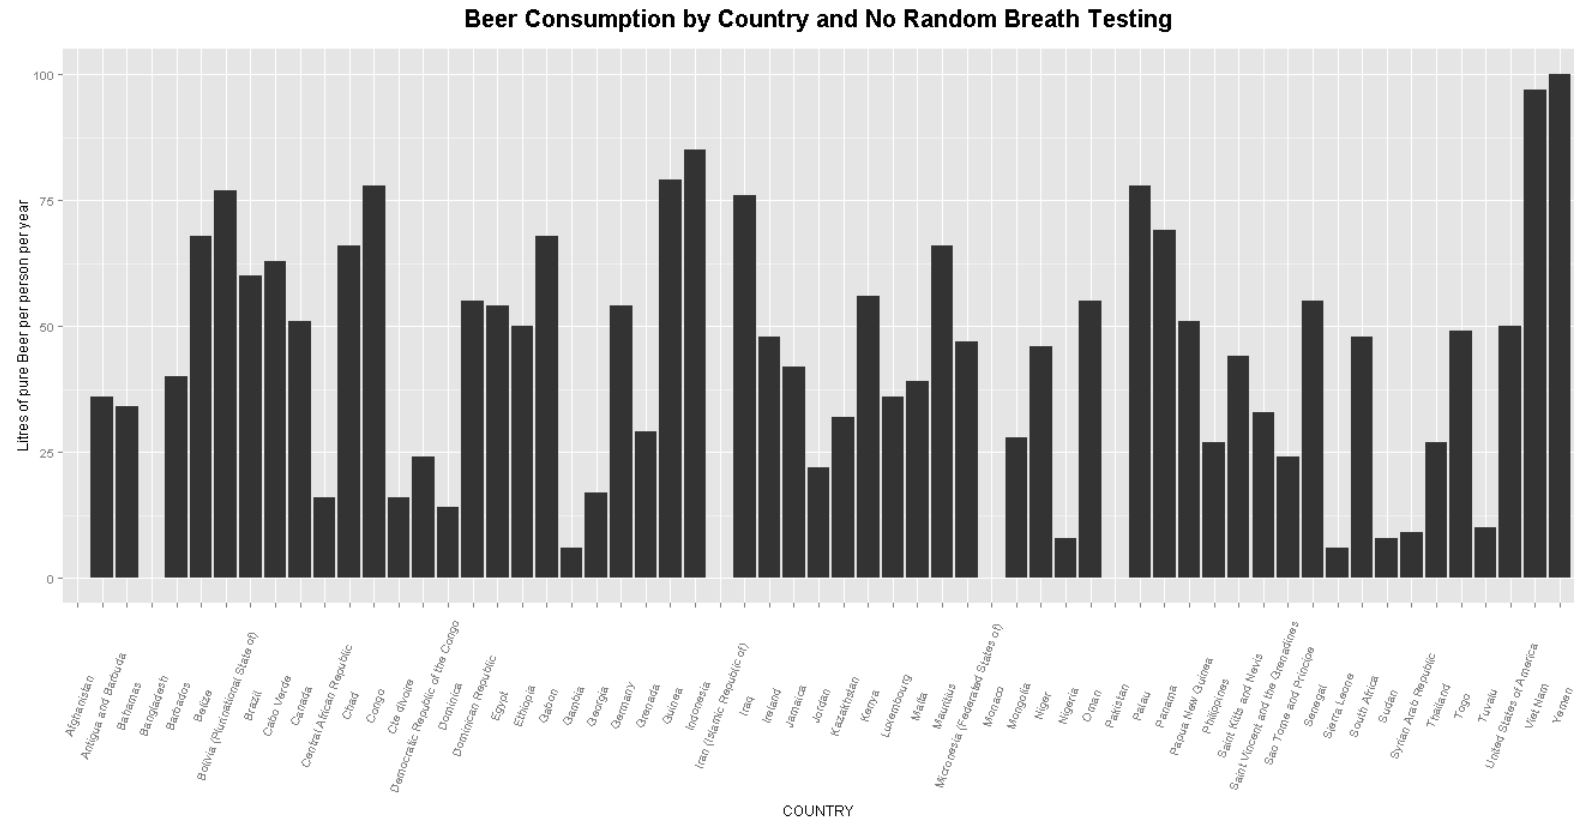 Beer Consumption by Country and No Random Breath Testing
Litres of pure Beer per person per year
100
75
50
25
0
Afghanistan
Antigua and Barbuda
Bahamas
Bangladesh
Barbados
Belize
Bolivia (Plurinational State of)
Brazil
Cabo Verde
Canada
Central African Republic
Chad
Congo
Cte dIvoire
Democratic Republic of the Congo
Dominica
Dominican Republic
Egypt
Ethiopia
Gabon
Gambia
Georgia
Germany
Grenada
Guinea
Indonesia
Iran (Islamic Republic of)
Iraq
Ireland
Jamaica
Jordan
Kazakhstan
Kenya
Luxembourg
Malta
Mauritius
Micronesia (Federated States of)
Monaco
Mongolia
Niger
Nigeria
Oman
Pakistan
Palau
Panama
Papua New Guinea
Philippines
Saint Kitts and Nevis
Saint Vincent and the Grenadines
Sao Tome and Principe
Senegal
Sierra Leone
South Africa
Sudan
Syrian Arab Republic
Thailand
Togo
Tuvalu
United States of America
Viet Nam
Yemen
COUNTRY